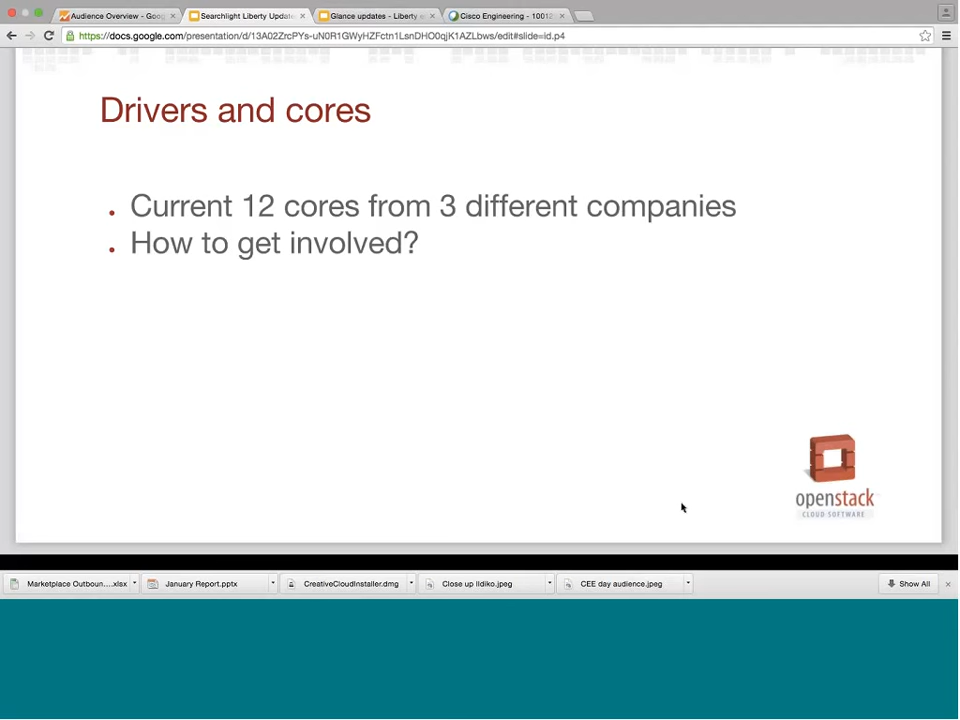 Audience Overview - Goog
Searchlight Liberty Update
Glance updates - Liberty a
Cisco Engineering - 10012
https://docs.google.com/presentation/d/13A02ZrcPYs-uN0R1GWyHZFctn1LsnDHO0qjK1AZLbws/edit#slide=id.p4
Drivers and cores
Current 12 cores from 3 different companies
How to get involved?
openstack
CLOUD SOFTWARE
Marketplace Outboun....xlsx
January Report.pptx
CreativeCloudInstaller.dmg
Close up Ildiko.jpeg
CEE day audience.jpeg
Show All